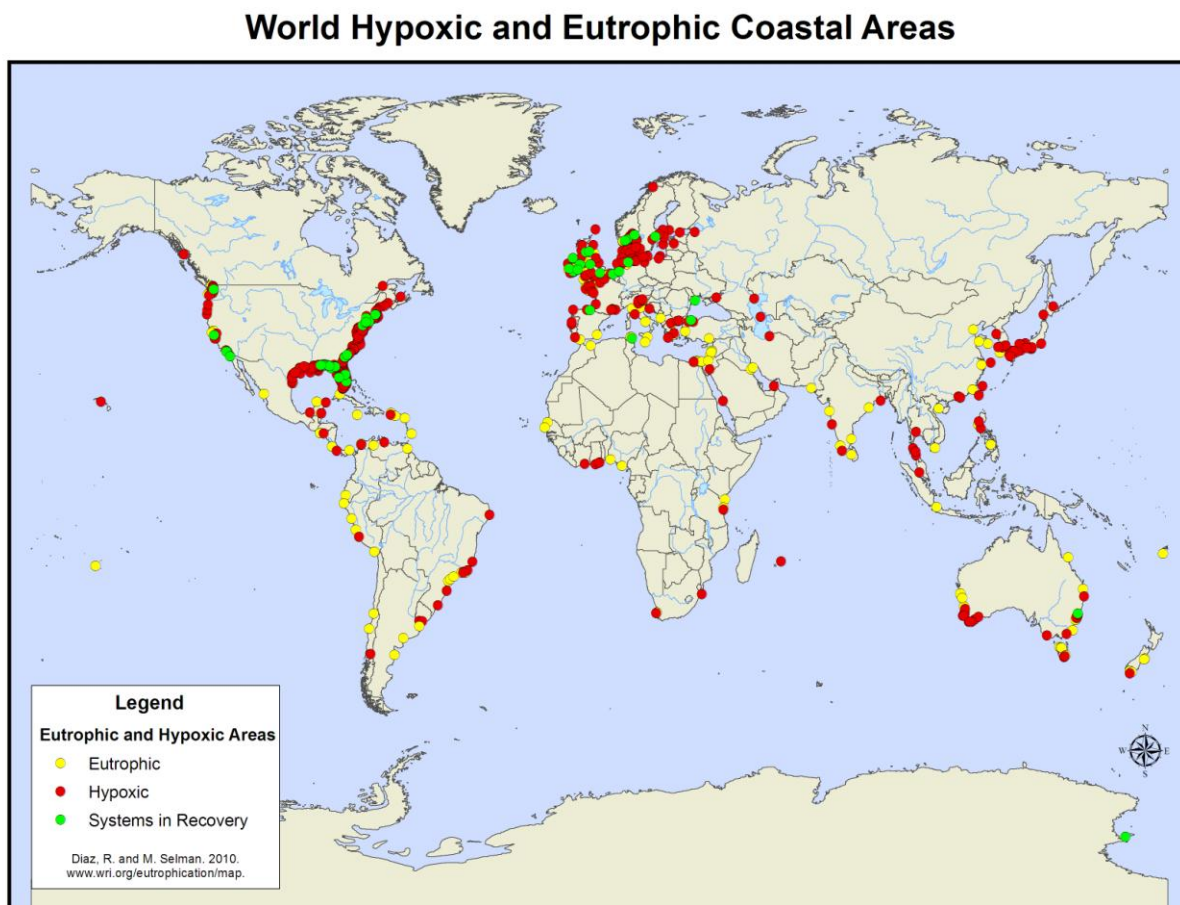 World Hypoxic and Eutrophic Coastal Areas
N
W E
S
Legend
Eutrophic and Hypoxic Areas
Eutrophic
Hypoxic
Systems in Recovery
Diaz, R. and M. Selman. 2010.
www.wri.org/eutrophication/map.